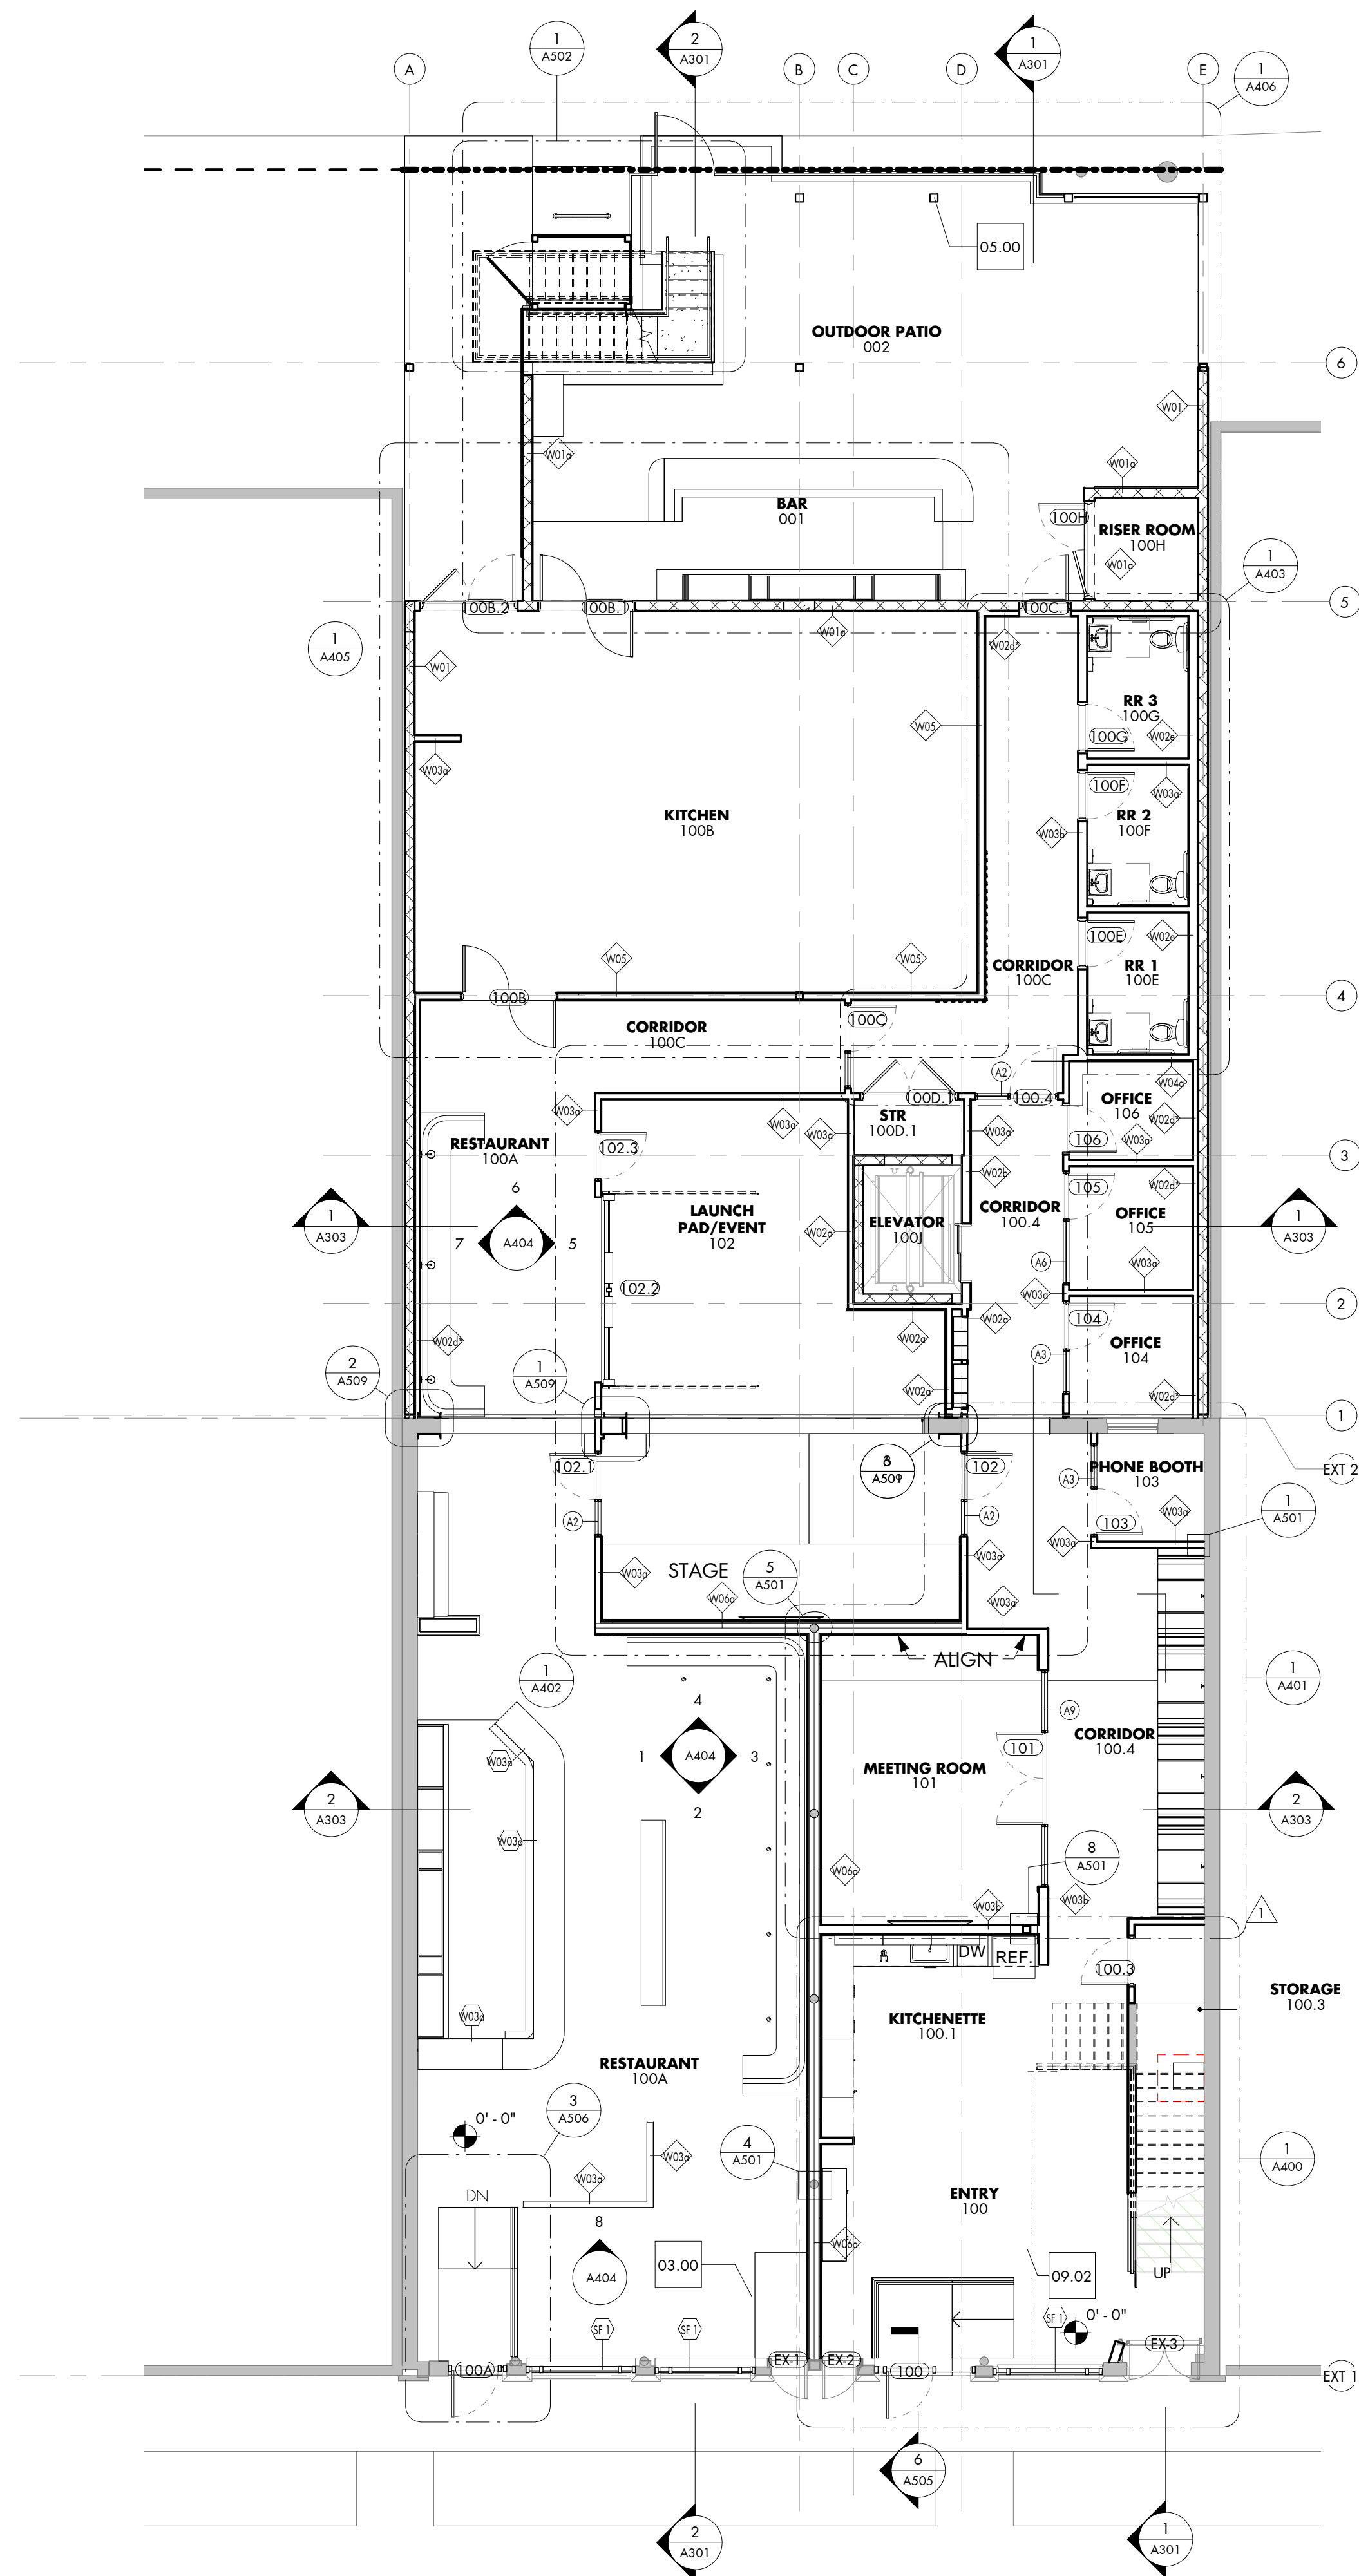 1
A502
2
A301
1
A301
A
B
C
D
E
1
A406
05.00
OUTDOOR PATIO
002
6
W01
W01a
W01a
BAR
001
100H
RISER ROOM
100H
W01a
1
A403
100B.2
100B.1
100C.1
5
1
A405
W01
W01a
W02d*
RR 3
100G
100G
W02e
W05
W03a
100F
W03a
KITCHEN
100B
RR 2
100F
W03b
100E
W02e
W05
W05
CORRIDOR
100C
RR 1
100E
100B
4
CORRIDOR
100C
100C
A2
W04a
100D.1
100.4
OFFICE
106
W03a
W03a
W03a
STR
100D.1
W03a
W02d*
106
W03a
RESTAURANT
100A
102.3
3
W02b
105
W02d*
6
LAUNCH
PAD/EVENT
102
ELEVATOR
100J
CORRIDOR
100.4
OFFICE
105
1
A303
7
A404
5
W02a
1
A303
A6
W03a
102.2
W03a
2
W02a
W02a
104
W02d*
OFFICE
104
A3
2
A509
1
A509
W02a
W02d*
1
102.1
8
A509
102
PHONE BOOTH
103
EXT 2
A3
A2
A2
W03a
103
1
A501
W03a
W03a
STAGE
W03a
5
A501
W06a
W03a
ALIGN
1
A402
1
A401
4
A9
1
A404
3
CORRIDOR
100.4
W03a
101
MEETING ROOM
101
2
2
A303
2
A303
W03a
8
A501
W06a
W03b
W03b
1
DW
REF.
100.3
STORAGE
100.3
W03a
KITCHENETTE
100.1
RESTAURANT
100A
3
A506
0' - 0"
4
A501
W03a
1
A400
W03a
DN
ENTRY
100
8
W06a
03.00
09.02
A404
UP
SF 1
SF 1
SF 1
0' - 0"
EX-1
EX-2
EX-3
100A
100
EXT 1
6
A505
2
A301
1
A301